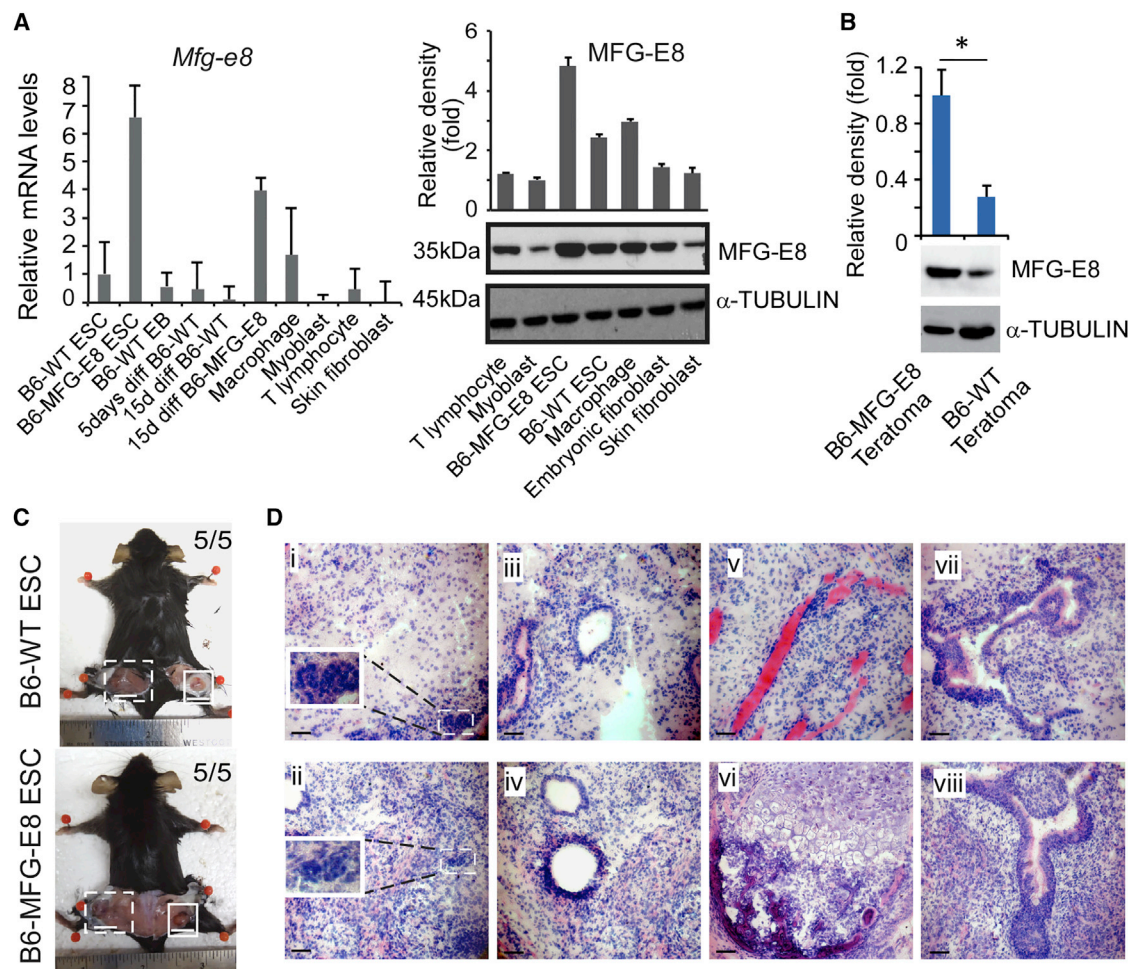 A
Mfg-e8
Relative mRNA levels
8
7
6
5
4
3
2
1
0
B6-WT ESC
B6-MFG-E8 ESC
B6-WT EB
5days diff B6-WT
15d diff B6-WT
15d diff B6-MFG-E8
Macrophage
Myoblast
T lymphocyte
Skin fibroblast
MFG-E8
Relative density
(fold)
6
4
2
0
35kDa
MFG-E8
45kDa
α-TUBULIN
T lymphocyte
Myoblast
B6-MFG-E8 ESC
B6-WT ESC
Macrophage
Embryonic fibroblast
Skin fibroblast
B
*
Relative density (fold)
1.2
0.8
0.4
0
MFG-E8
α-TUBULIN
B6-MFG-E8
Teratoma
B6-WT
Teratoma
C
B6-WT ESC
5/5
1
2
B6-MFG-E8 ESC
5/5
1
2
3
D
i
iii
v
vii
ii
iv
vi
viii